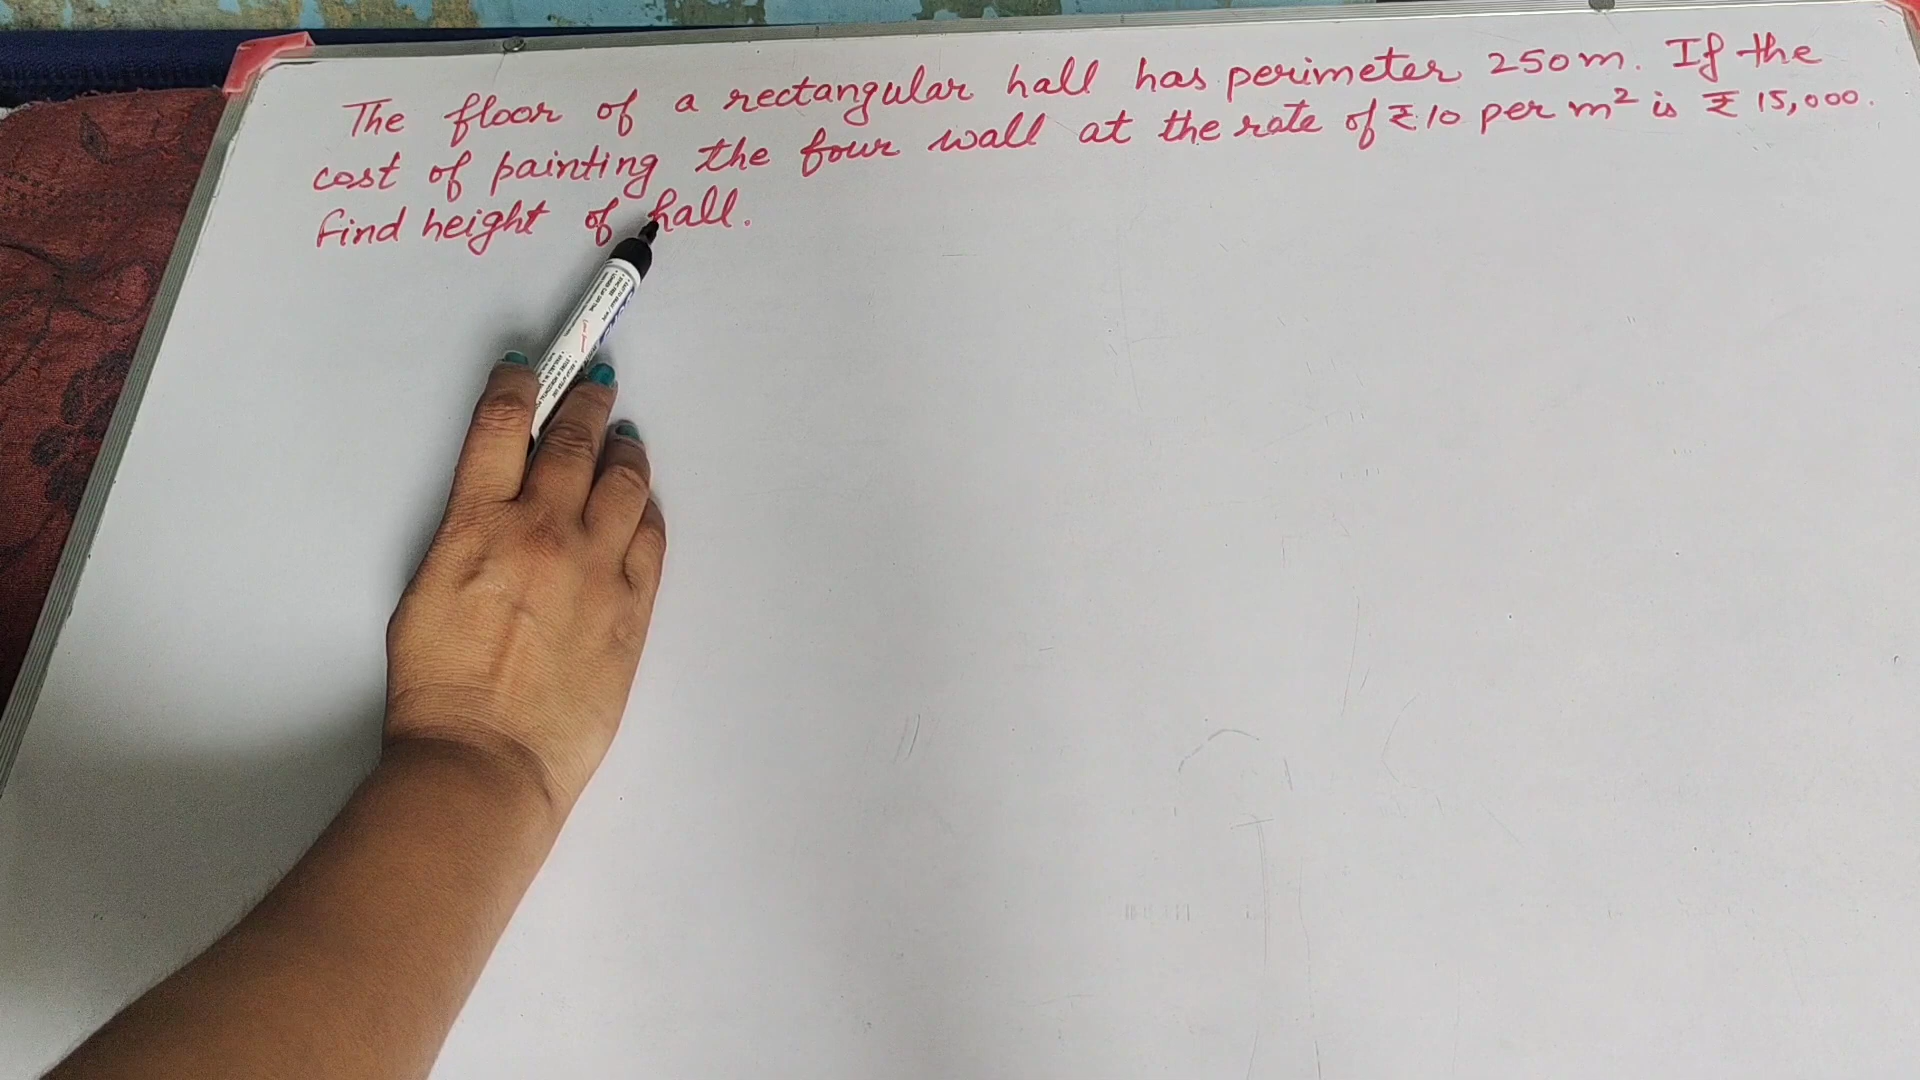 The floor of a rectangular hall has perimeter 250m. If the
cost of painting the four wall at the rate of ₹10 per m² is ₹ 15,000.
find height of hall.